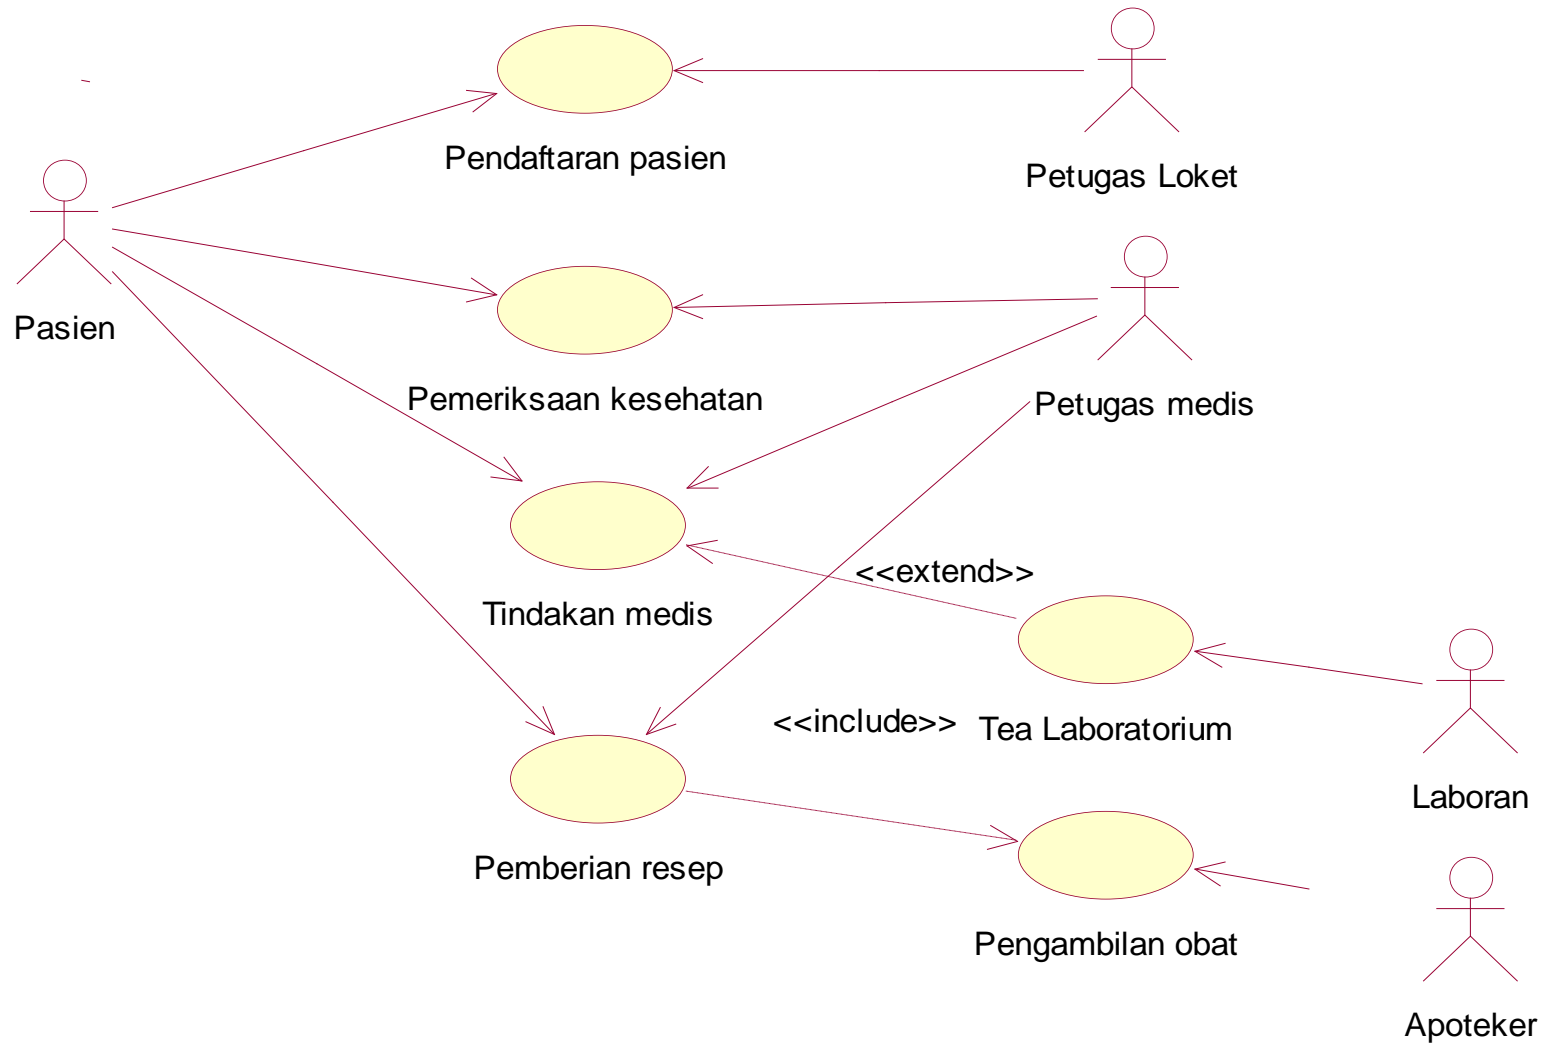 Pendaftaran pasien
Petugas Loket
Pasien
Pemeriksaan kesehatan
Petugas medis
<<extend>>
Tindakan medis
<<include>>
Tea Laboratorium
Laboran
Pemberian resep
Pengambilan obat
Apoteker